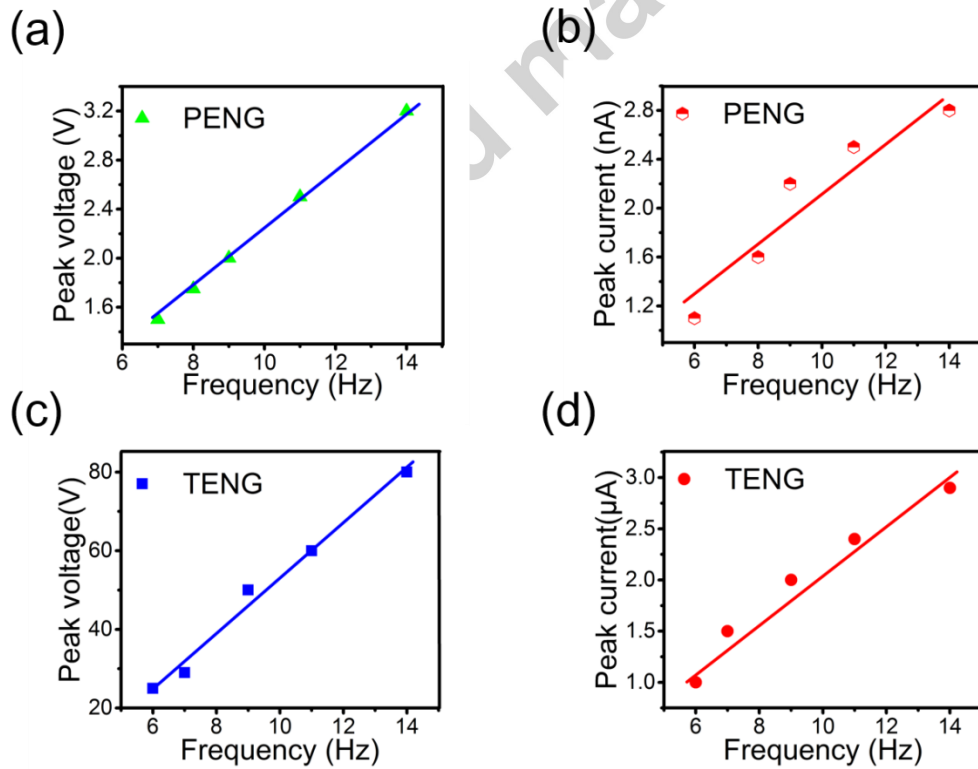 (a)
PENG
Peak voltage (V)
3.2
2.8
2.4
2.0
1.6
6 8 10 12 14
Frequency (Hz)
(b)
PENG
Peak current (nA)
2.8
2.4
2.0
1.6
1.2
6 8 10 12 14
Frequency (Hz)
(c)
TENG
Peak voltage(V)
80
60
40
20
6 8 10 12 14
Frequency (Hz)
(d)
TENG
Peak current(μA)
3.0
2.5
2.0
1.5
1.0
6 8 10 12 14
Frequency (Hz)